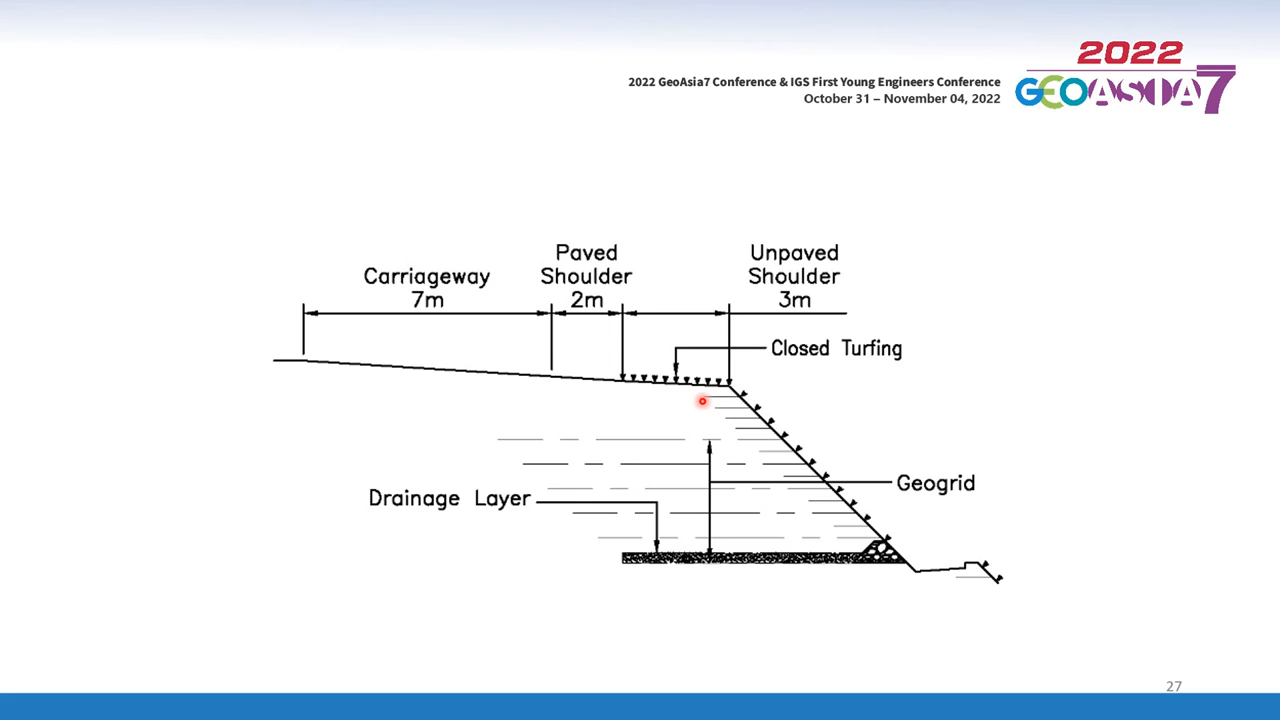 2022
2022 GeoAsia7 Conference & IGS First Young Engineers Conference
October 31 – November 04, 2022
GEOASIA7
Carriageway
7m
Paved
Shoulder
2m
Unpaved
Shoulder
3m
Closed Turfing
Geogrid
Drainage Layer
27